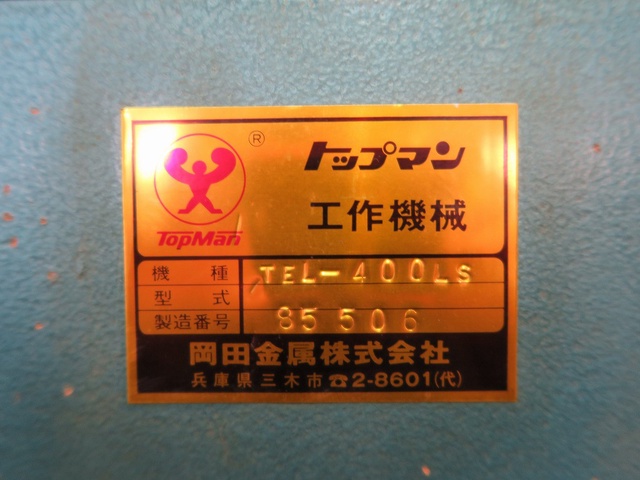 ® トップマン
TopMan 工作機械
機種 TEL-400LS
型式
製造番号 85506
岡田金属株式会社
兵庫県三木市☎2-8601(代)